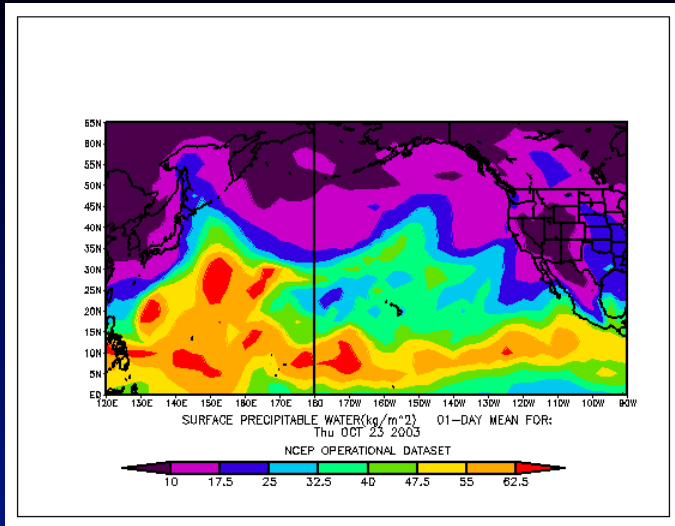 65N
60N
55N
50N
45N
40N
35N
30N
25N
20N
15N
10N
5N
EQ
120E 130E 140E 150E 160E 170E 180 170W 160W 150W 140W 130W 120W 110W 100W 90W
SURFACE PRECIPITABLE WATER(kg/m^2) 01-DAY MEAN FOR:
Thu OCT 23 2003
NCEP OPERATIONAL DATASET
10 17.5 25 32.5 40 47.5 55 62.5